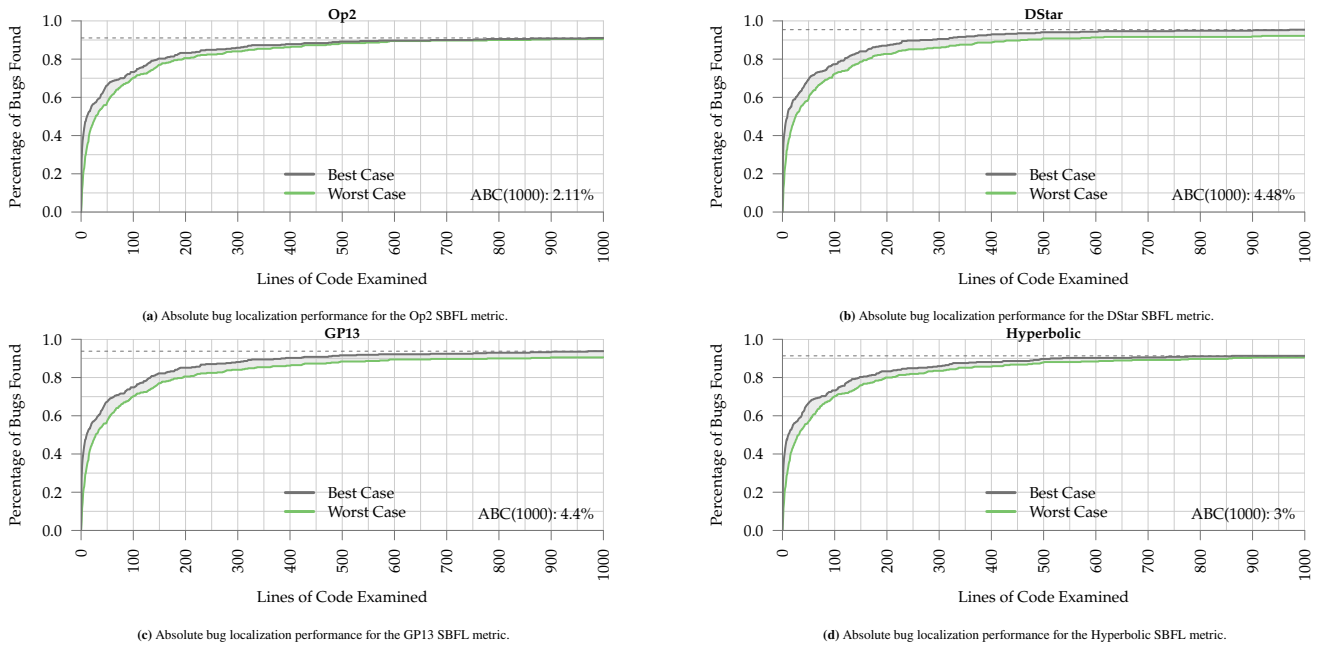 Op2
Percentage of Bugs Found
1.0
0.8
0.6
0.4
0.2
0.0
Best Case
Worst Case
ABC(1000): 2.11%
0 100 200 300 400 500 600 700 800 900 1000
Lines of Code Examined
(a) Absolute bug localization performance for the Op2 SBFL metric.
DStar
Percentage of Bugs Found
1.0
0.8
0.6
0.4
0.2
0.0
Best Case
Worst Case
ABC(1000): 4.48%
0 100 200 300 400 500 600 700 800 900 1000
Lines of Code Examined
(b) Absolute bug localization performance for the DStar SBFL metric.
GP13
Percentage of Bugs Found
1.0
0.8
0.6
0.4
0.2
0.0
Best Case
Worst Case
ABC(1000): 4.4%
0 100 200 300 400 500 600 700 800 900 1000
Lines of Code Examined
(c) Absolute bug localization performance for the GP13 SBFL metric.
Hyperbolic
Percentage of Bugs Found
1.0
0.8
0.6
0.4
0.2
0.0
Best Case
Worst Case
ABC(1000): 3%
0 100 200 300 400 500 600 700 800 900 1000
Lines of Code Examined
(d) Absolute bug localization performance for the Hyperbolic SBFL metric.